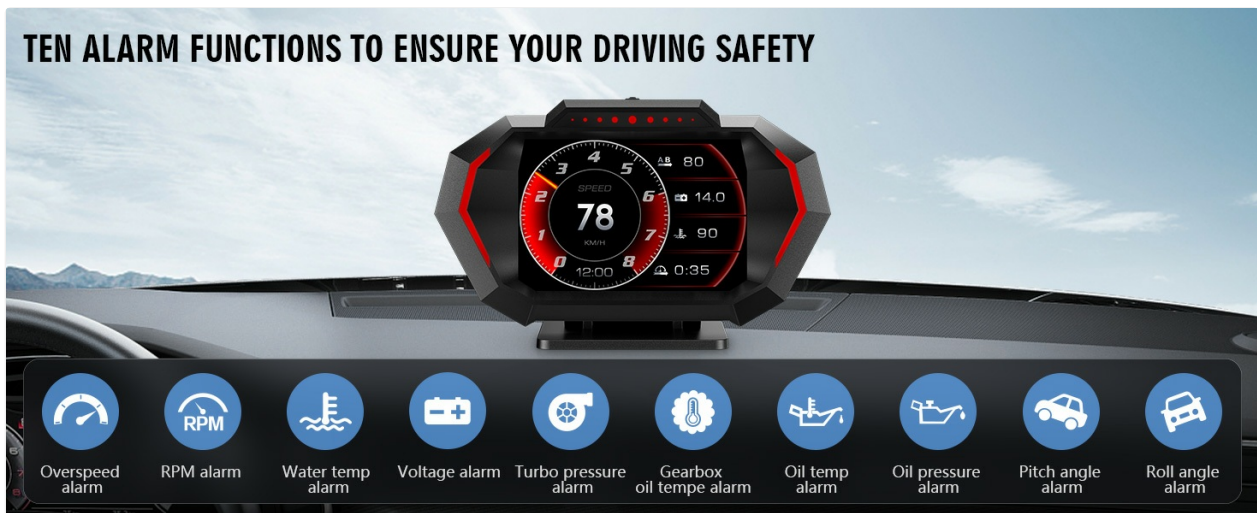 TEN ALARM FUNCTIONS TO ENSURE YOUR DRIVING SAFETY
0 1 2 3 4 5 6 7 8
SPEED
78
KM/H
12:00
AB 80
14.0
90
0:35
RPM
Overspeed
alarm
RPM alarm
Water temp
alarm
Voltage alarm
Turbo pressure
alarm
Gearbox
oil tempe alarm
Oil temp
alarm
Oil pressure
alarm
Pitch angle
alarm
Roll angle
alarm